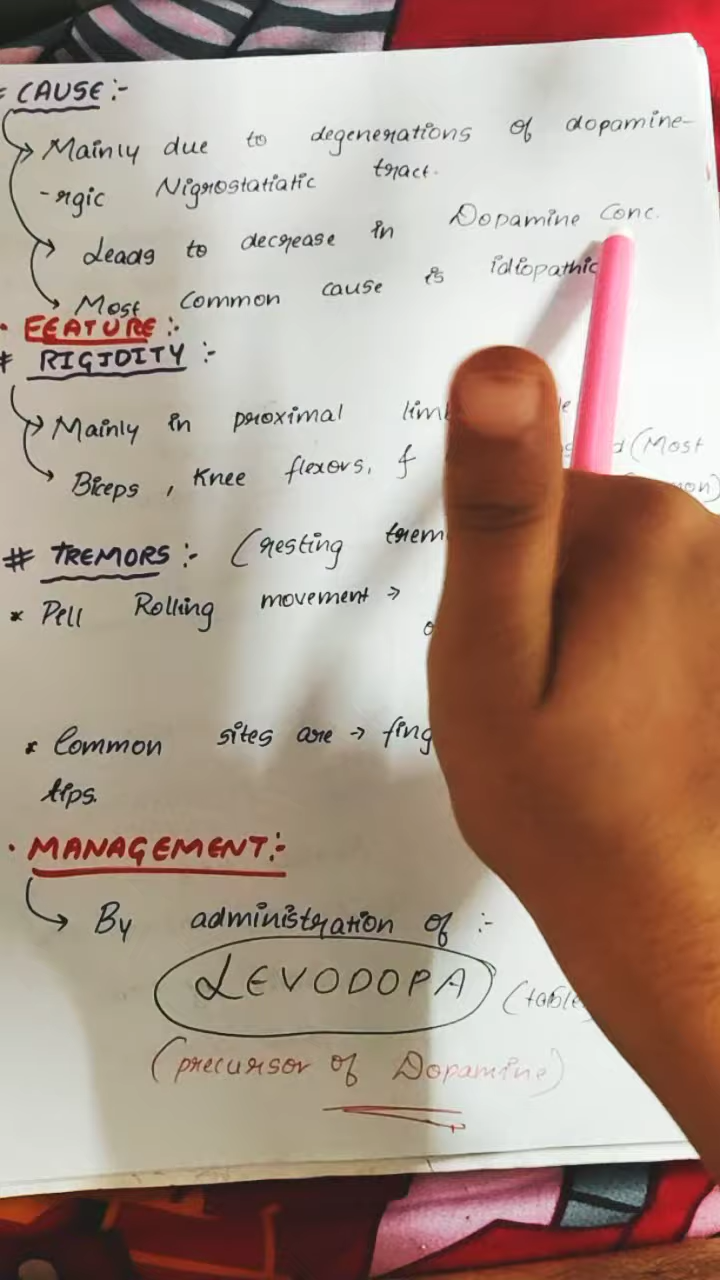 CAUSE :-
Mainly due to degenerations of dopamine-
-rgic Nigrostatiatic tract.
Leads to decrease in Dopamine Conc.
Most Common cause is idiopathic
• FEATURE :-
# RIGIDITY :-
Mainly in proximal
Biceps, Knee flexors, f (Most
# TREMORS :- (resting
* Pell Rolling movement →
* Common sites are →
tips.
• MANAGEMENT :-
By administration of :-
LEVODOPA
(precursor of Dopamine)